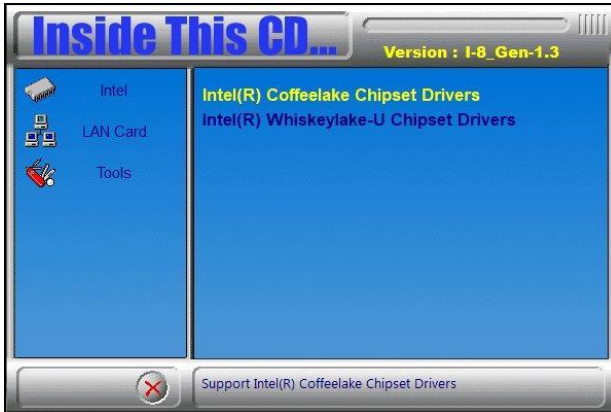 Inside This CD...
Version : I-8_Gen-1.3
Intel
LAN Card
Tools
Intel(R) Coffeelake Chipset Drivers
Intel(R) Whiskeylake-U Chipset Drivers
Support Intel(R) Coffeelake Chipset Drivers